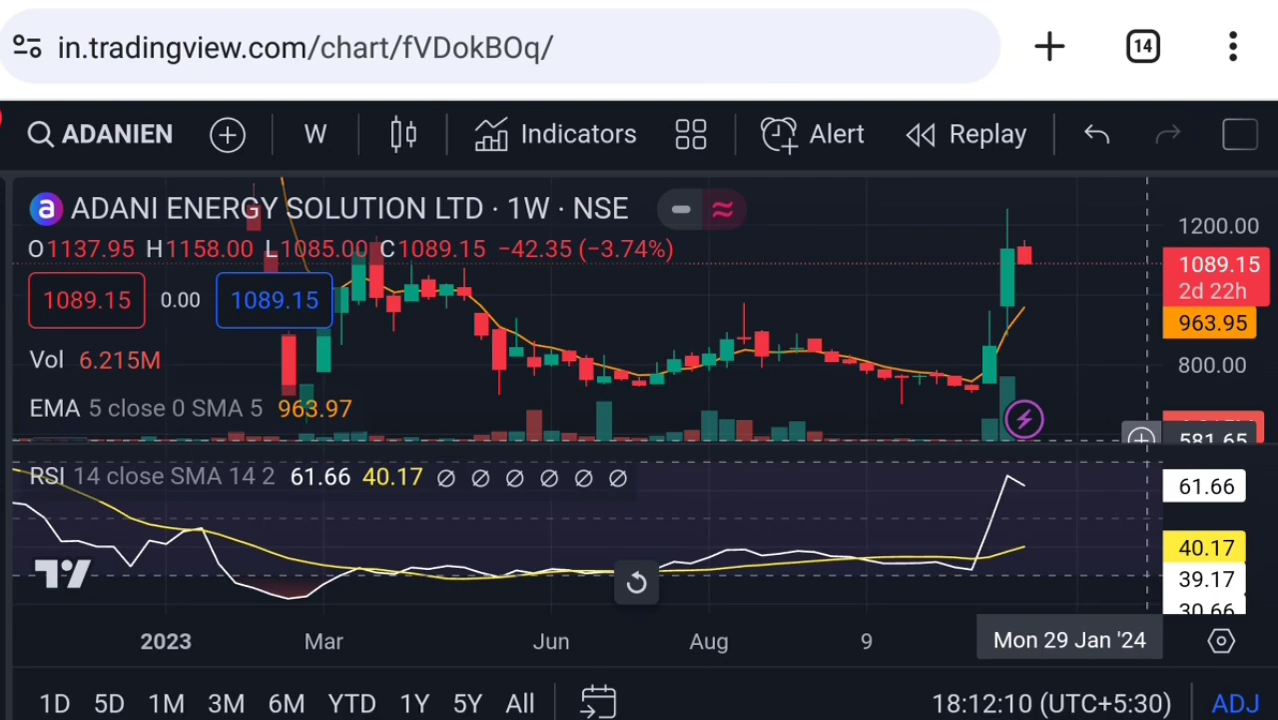 in.tradingview.com/chart/fVDokBOq/
14
ADANIEN W Indicators Alert Replay
a ADANI ENERGY SOLUTION LTD · 1W · NSE
O1137.95 H1158.00 L1085.00 C1089.15 −42.35 (−3.74%)
1089.15 0.00 1089.15
Vol 6.215M
EMA 5 close 0 SMA 5 963.97
1200.00
1089.15
2d 22h
963.95
800.00
581.65
RSI 14 close SMA 14 2 61.66 40.17 ∅ ∅ ∅ ∅ ∅ ∅
61.66
40.17
39.17
30.66
2023 Mar Jun Aug 9 Mon 29 Jan '24
1D 5D 1M 3M 6M YTD 1Y 5Y All 18:12:10 (UTC+5:30) ADJ